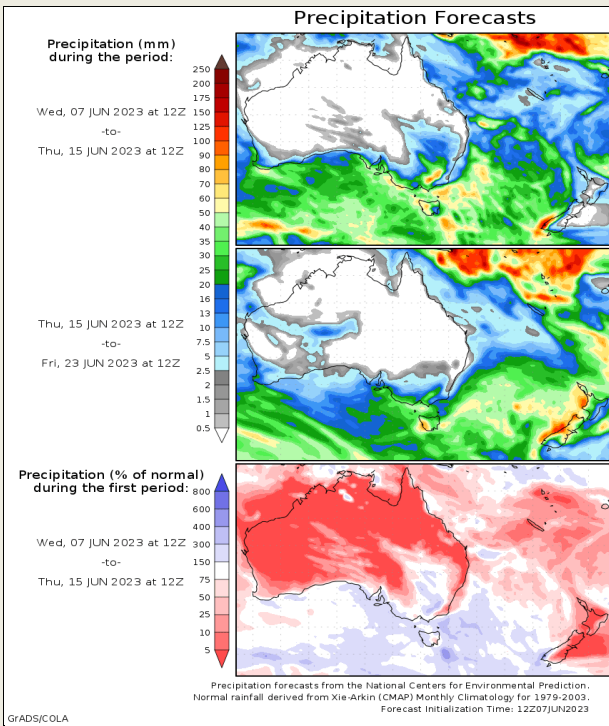 Precipitation Forecasts
Precipitation (mm)
during the period:
Wed, 07 JUN 2023 at 12Z
-to-
Thu, 15 JUN 2023 at 12Z
250
200
175
150
125
100
90
80
70
60
50
40
35
30
25
20
16
13
10
7.5
5
2.5
2
1.5
1
0.5
Thu, 15 JUN 2023 at 12Z
-to-
Fri, 23 JUN 2023 at 12Z
Precipitation (% of normal)
during the first period:
Wed, 07 JUN 2023 at 12Z
-to-
Thu, 15 JUN 2023 at 12Z
800
600
400
300
150
75
50
25
10
5
Precipitation forecasts from the National Centers for Environmental Prediction.
Normal rainfall derived from Xie-Arkin (CMAP) Monthly Climatology for 1979-2003.
Forecast Initialization Time: 12Z07JUN2023
GrADS/COLA